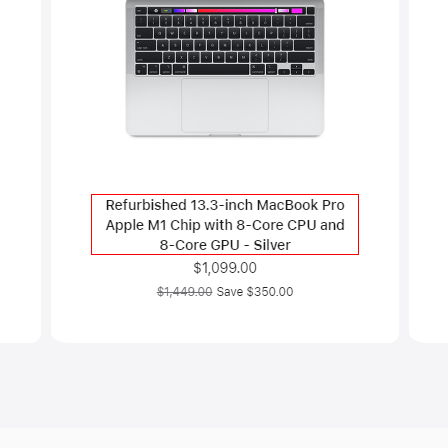 Refurbished 13.3-inch MacBook Pro
Apple M1 Chip with 8-Core CPU and
8-Core GPU - Silver
$1,099.00
$1,449.00 Save $350.00